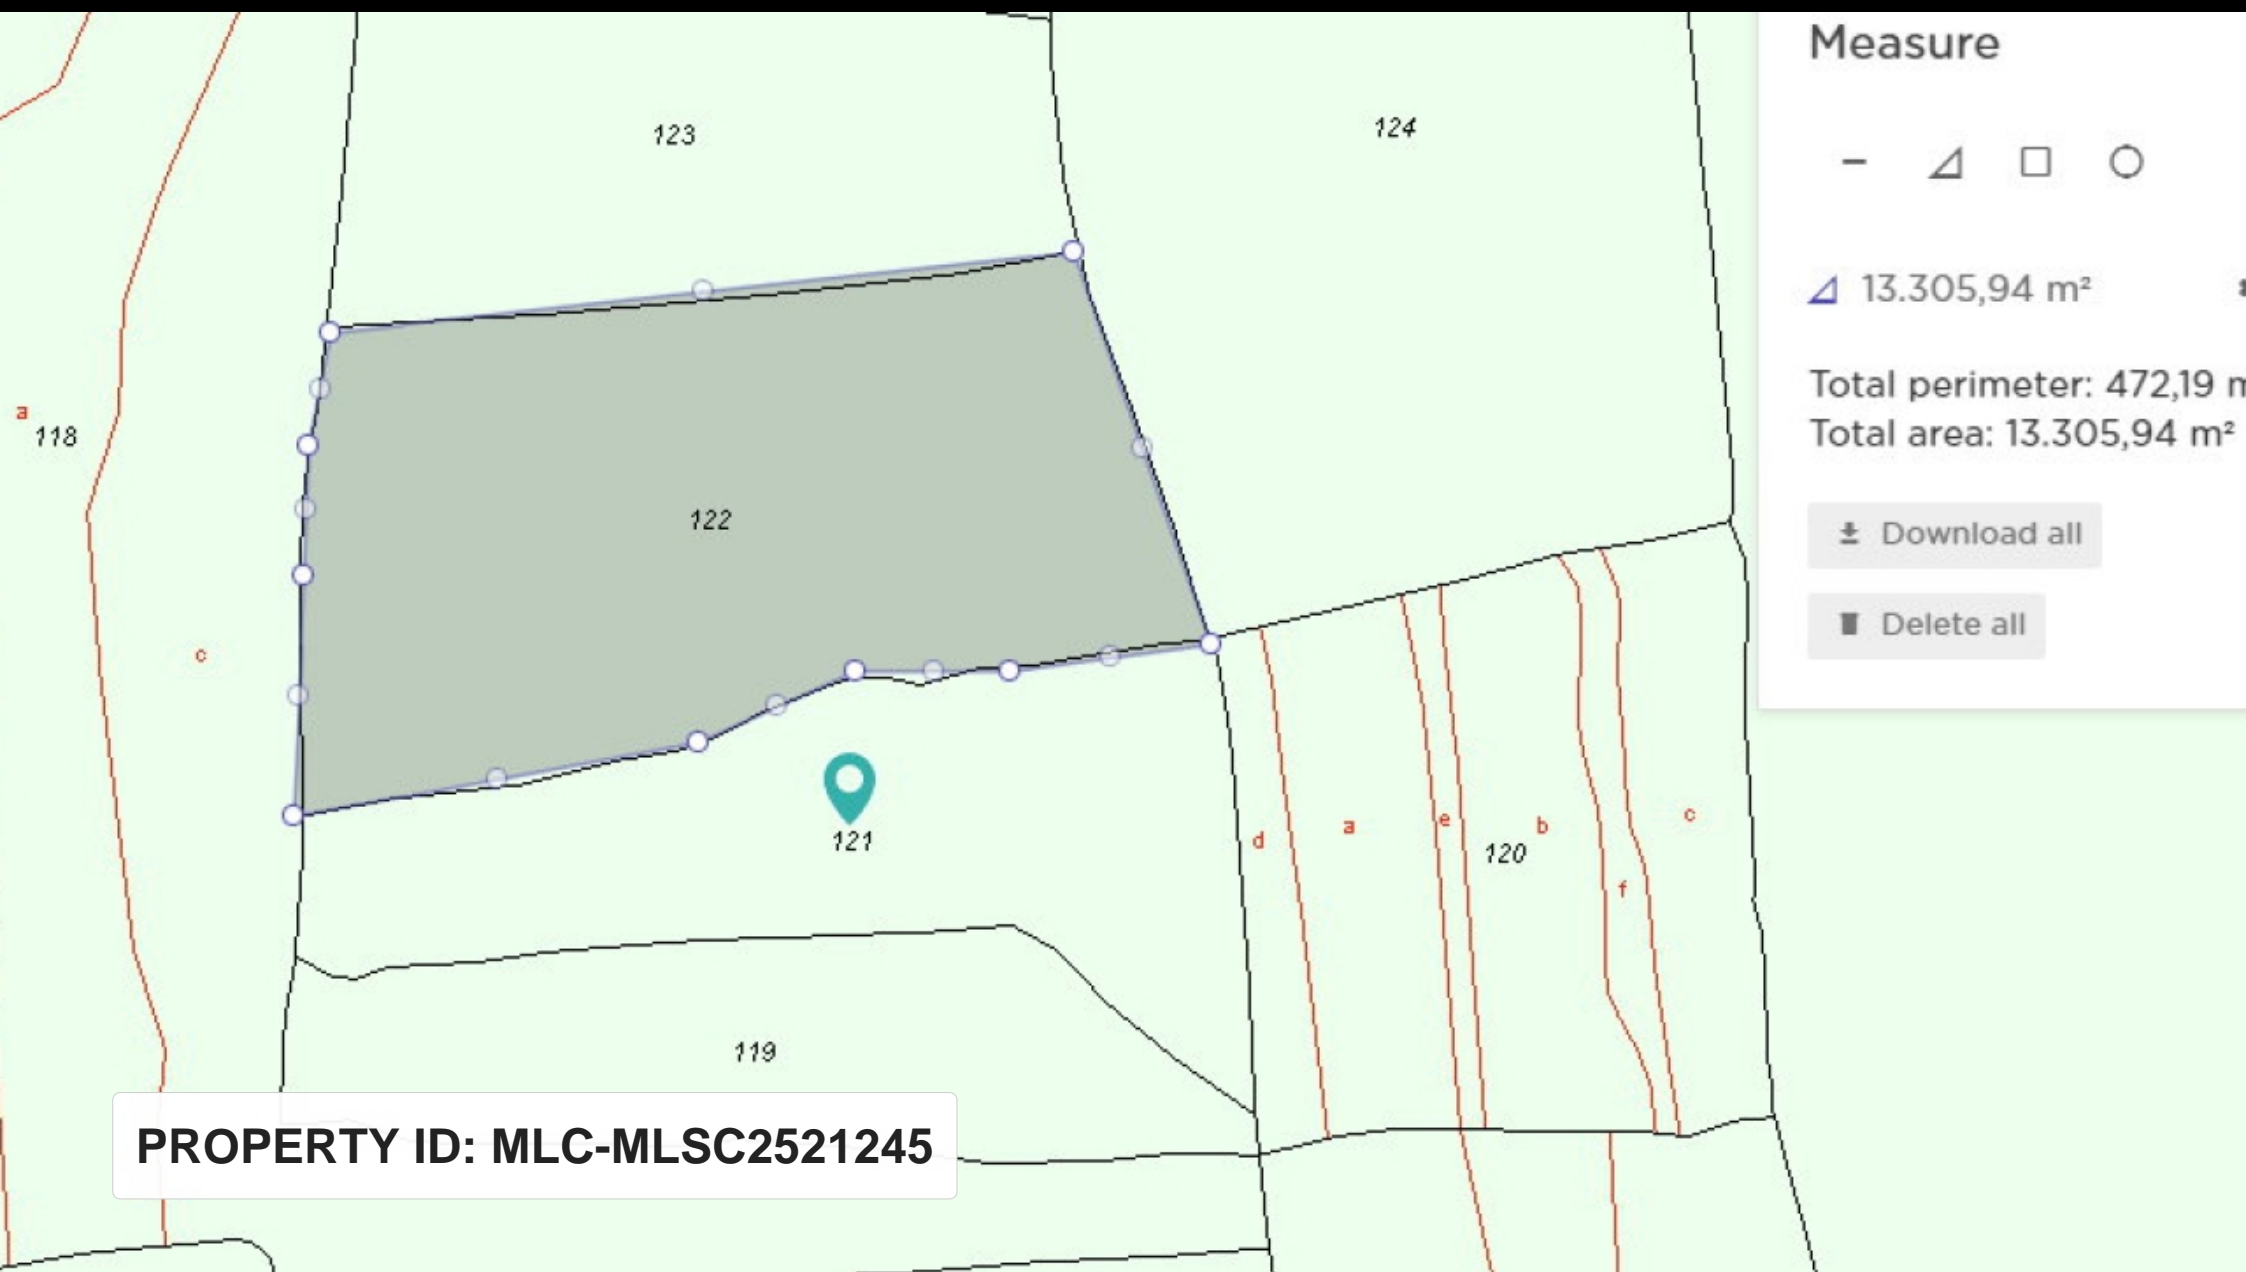 Measure
123
124
13.305,94 m²
Total perimeter: 472,19 m
Total area: 13.305,94 m²
a
118
122
Download all
Delete all
c
121
d
a
e
b
c
120
f
119
PROPERTY ID: MLC-MLSC2521245